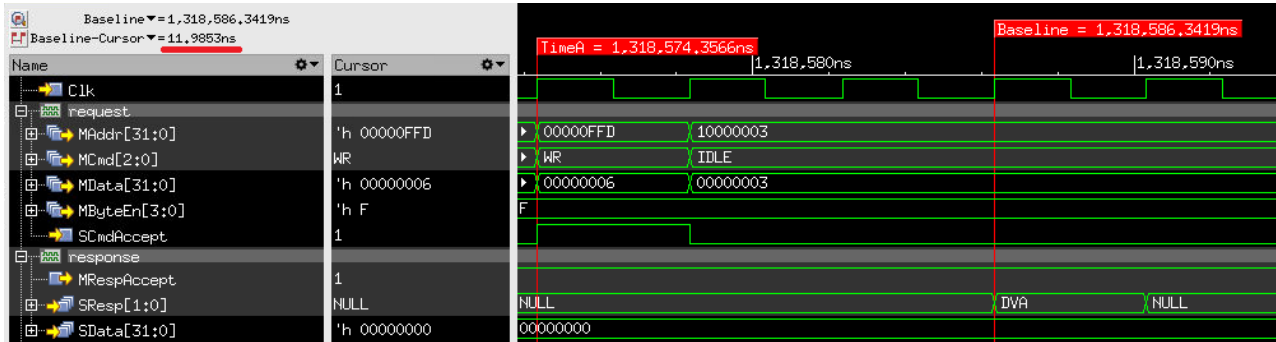 Baseline▼=1,318,586.3419ns
Baseline-Cursor▼=11.9853ns
Baseline = 1,318,586.3419ns
TimeA = 1,318,574.3566ns
Name Cursor |1,318,580ns |1,318,590ns
Clk 1
request
MAddr[31:0] 'h 00000FFD 00000FFD 10000003
MCmd[2:0] WR WR IDLE
MData[31:0] 'h 00000006 00000006 00000003
MByteEn[3:0] 'h F F
SCmdAccept 1
response
MRespAccept 1
SResp[1:0] NULL NULL DVA NULL
SData[31:0] 'h 00000000 00000000